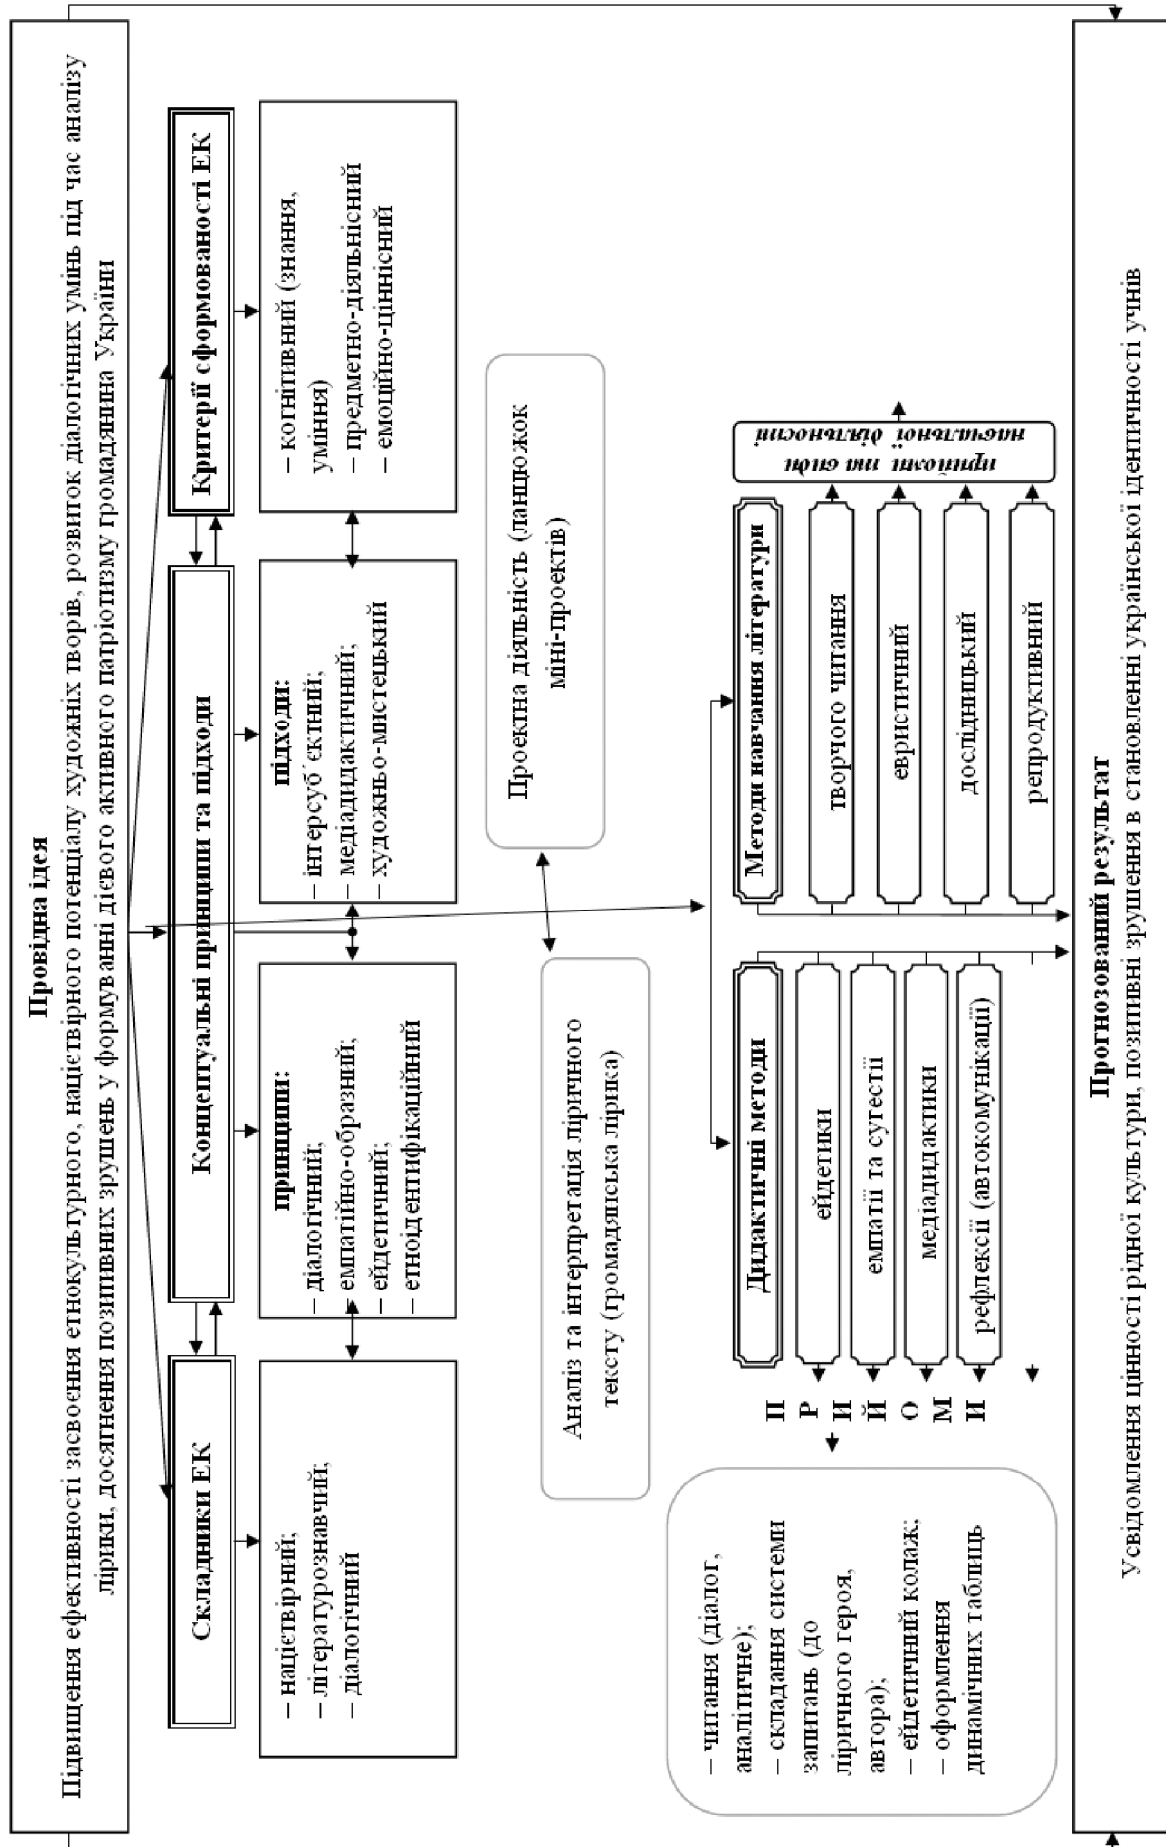 Провідна ідея
Підвищення ефективності засвоєння етнокультурного, націєтвірного потенціалу художніх творів, розвиток діалогічних умінь під час аналізу
лірики, досягнення позитивних зрушень у формуванні дієвого активного патріотизму громадянина України
Складники ЕК
Концептуальні принципи та підходи
Критерії сформованості ЕК
– націєтвірний;
– літературознавчий;
– діалогічний
принципи:
– діалогічний;
– емпатійно-образний;
– ейдетичний;
– етноідентифікаційний
підходи:
– інтерсуб´єктний;
– медіадидактичний;
– художньо-мистецький
– когнітивний (знання,
уміння)
– предметно-діяльнісний
– емоційно-ціннісний
Аналіз та інтерпретація ліричного
тексту (громадянська лірика)
Проектна діяльність (ланцюжок
міні-проектів)
– читання (діалог,
аналітичне);
– складання системи
запитань (до
ліричного героя,
автора);
– ейдетичний колаж;
– оформлення
динамічних таблиць
П
Р
И
Й
О
М
И
Дидактичні методи
ейдетики
емпатії та сугестії
медіадидактики
рефлексії (автокомунікації)
Методи навчання літератури
творчого читання
евристичний
дослідницький
репродуктивний
прийоми та види
навчальної діяльності
Прогнозований результат
Усвідомлення цінності рідної культури, позитивні зрушення в становленні української ідентичності учнів